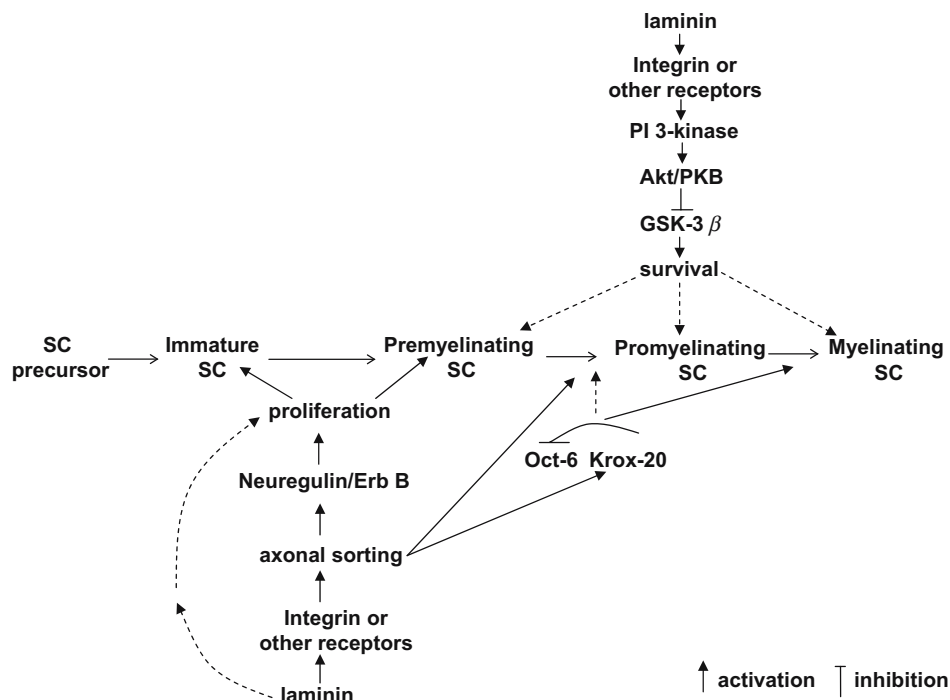 laminin
Integrin or
other receptors
PI 3-kinase
Akt/PKB
GSK-3 β
survival
SC
precursor
Immature
SC
Premyelinating
SC
Promyelinating
SC
Myelinating
SC
proliferation
Oct-6 Krox-20
Neuregulin/Erb B
axonal sorting
Integrin or
other receptors
laminin
activation inhibition